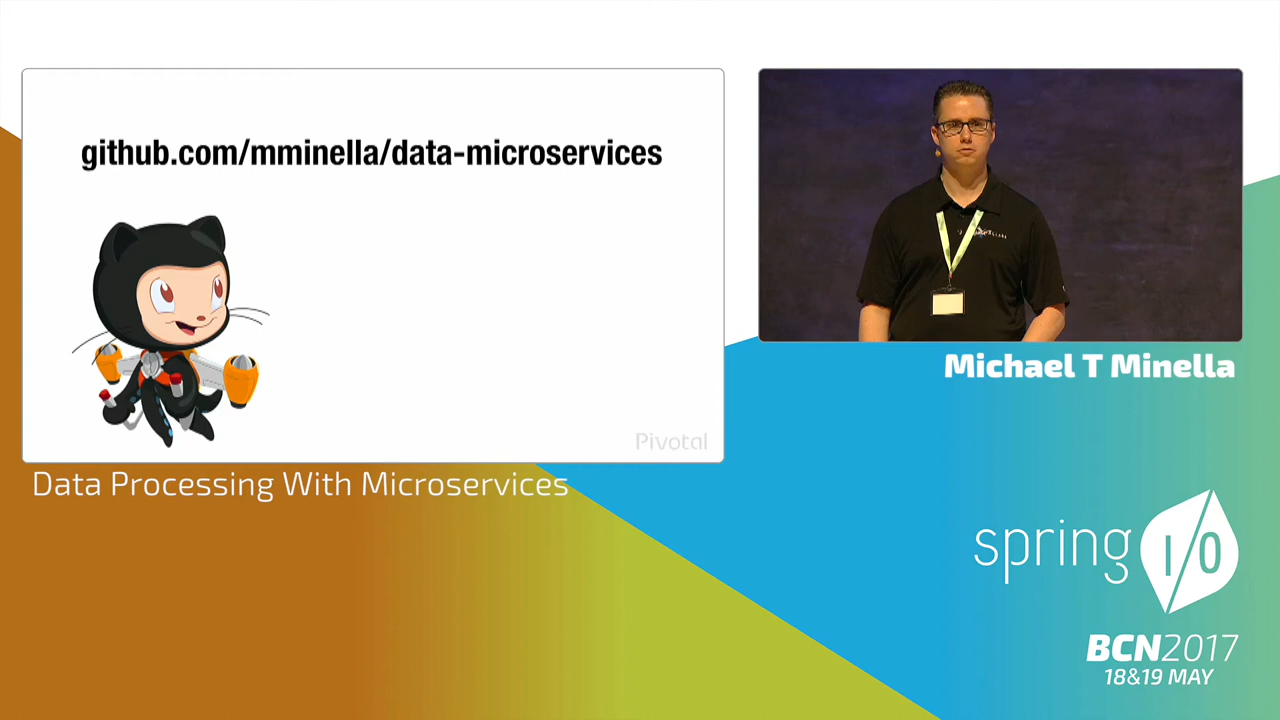 github.com/mminella/data-microservices
Pivotal
Michael T Minella
Data Processing With Microservices
spring I/O
BCN2017
18&19 MAY